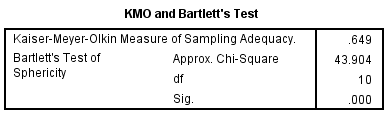 KMO and Bartlett's Test
Kaiser-Meyer-Olkin Measure of Sampling Adequacy. .649
Bartlett's Test of Approx. Chi-Square 43.904
Sphericity df 10
Sig. .000